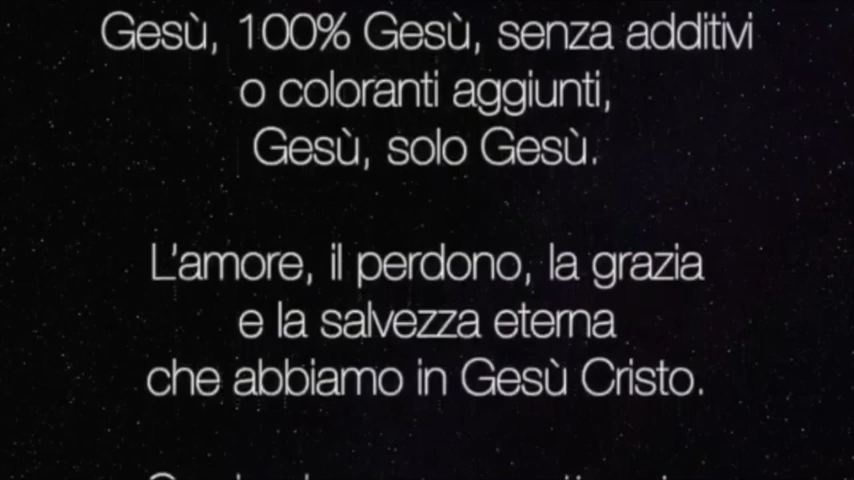 Gesù, 100% Gesù, senza additivi
o coloranti aggiunti,
Gesù, solo Gesù.
L'amore, il perdono, la grazia
e la salvezza eterna
che abbiamo in Gesù Cristo.